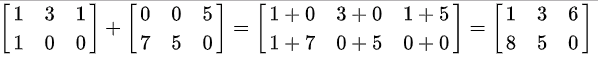 [1 3 1] + [0 0 5] = [1+0 3+0 1+5] = [1 3 6]
[1 0 0] [7 5 0] [1+7 0+5 0+0] [8 5 0]